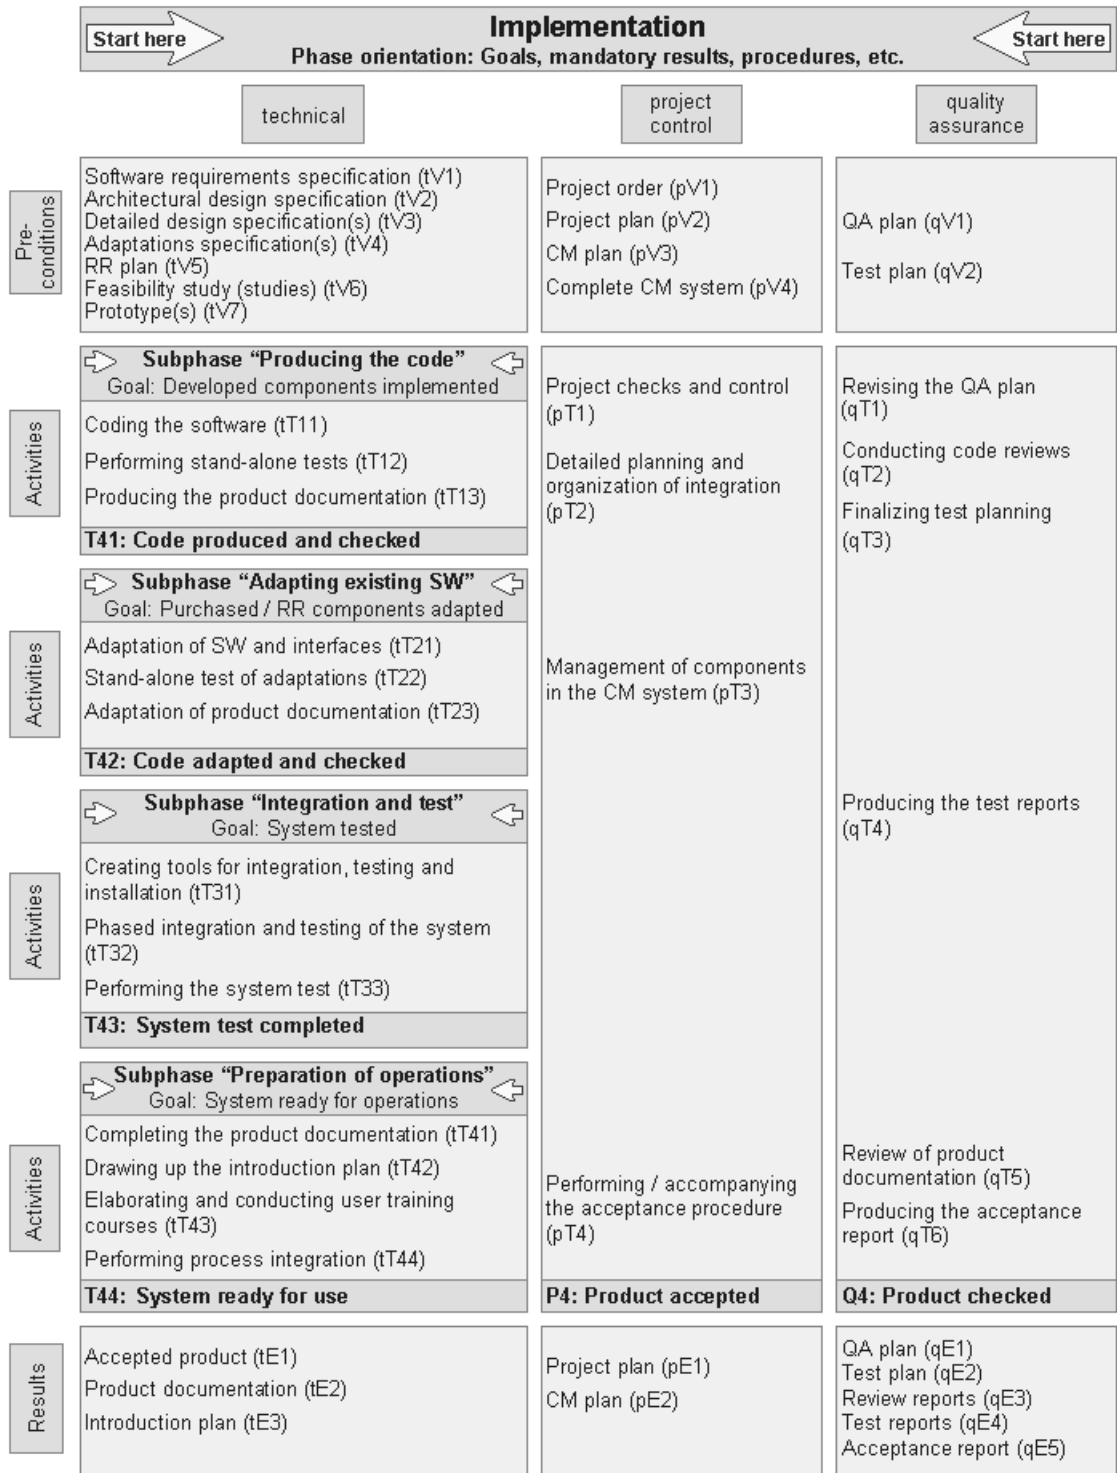 Start here
Implementation
Phase orientation: Goals, mandatory results, procedures, etc.
Start here
technical
project
control
quality
assurance
Pre-
conditions
Software requirements specification (tV1)
Architectural design specification (tV2)
Detailed design specification(s) (tV3)
Adaptations specification(s) (tV4)
RR plan (tV5)
Feasibility study (studies) (tV6)
Prototype(s) (tV7)
Project order (pV1)
Project plan (pV2)
CM plan (pV3)
Complete CM system (pV4)
QA plan (qV1)
Test plan (qV2)
Activities
Subphase “Producing the code”
Goal: Developed components implemented
Coding the software (tT11)
Performing stand-alone tests (tT12)
Producing the product documentation (tT13)
T41: Code produced and checked
Project checks and control
(pT1)
Detailed planning and
organization of integration
(pT2)
Revising the QA plan
(qT1)
Conducting code reviews
(qT2)
Finalizing test planning
(qT3)
Activities
Subphase “Adapting existing SW”
Goal: Purchased / RR components adapted
Adaptation of SW and interfaces (tT21)
Stand-alone test of adaptations (tT22)
Adaptation of product documentation (tT23)
T42: Code adapted and checked
Management of components
in the CM system (pT3)
Activities
Subphase “Integration and test”
Goal: System tested
Creating tools for integration, testing and
installation (tT31)
Phased integration and testing of the system
(tT32)
Performing the system test (tT33)
T43: System test completed
Producing the test reports
(qT4)
Activities
Subphase “Preparation of operations”
Goal: System ready for operations
Completing the product documentation (tT41)
Drawing up the introduction plan (tT42)
Elaborating and conducting user training
courses (tT43)
Performing process integration (tT44)
T44: System ready for use
Performing / accompanying
the acceptance procedure
(pT4)
P4: Product accepted
Review of product
documentation (qT5)
Producing the acceptance
report (qT6)
Q4: Product checked
Results
Accepted product (tE1)
Product documentation (tE2)
Introduction plan (tE3)
Project plan (pE1)
CM plan (pE2)
QA plan (qE1)
Test plan (qE2)
Review reports (qE3)
Test reports (qE4)
Acceptance report (qE5)